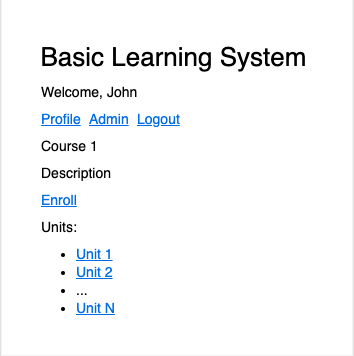 Basic Learning System
Welcome, John
Profile Admin Logout
Course 1
Description
Enroll
Units:
• Unit 1
• Unit 2
• ...
• Unit N